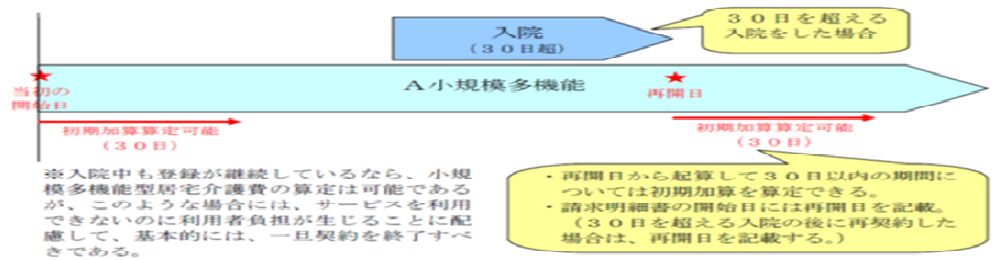 入院
（３０日超）
３０日を超える
入院をした場合
Ａ小規模多機能
当初の
開始日
再開日
初期加算算定可能
（３０日）
初期加算算定可能
（３０日）
※入院中も登録が継続しているなら、小規
模多機能型居宅介護費の算定は可能である
が、このような場合には、サービスを利用
できないのに利用者負担が生じることに配
慮して、基本的には、一旦契約を終了すべ
きである。
・再開日から起算して３０日以内の期間に
ついては初期加算を算定できる。
・請求明細書の開始日には再開日を記載。
（３０日を超える入院の後に再契約した
場合は、再開日を記載する。）